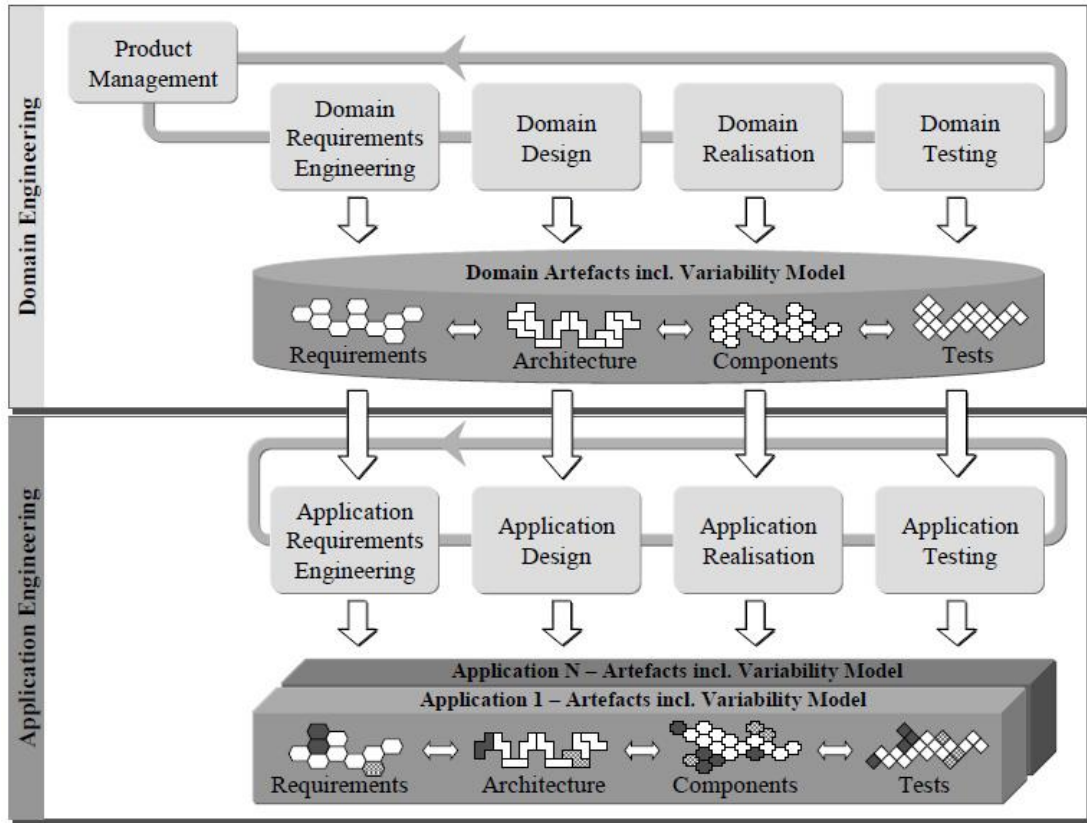 Domain Engineering
Product
Management
Domain
Requirements
Engineering
Domain
Design
Domain
Realisation
Domain
Testing
Domain Artefacts incl. Variability Model
Requirements
Architecture
Components
Tests
Application Engineering
Application
Requirements
Engineering
Application
Design
Application
Realisation
Application
Testing
Application N – Artefacts incl. Variability Model
Application 1 – Artefacts incl. Variability Model
Requirements
Architecture
Components
Tests